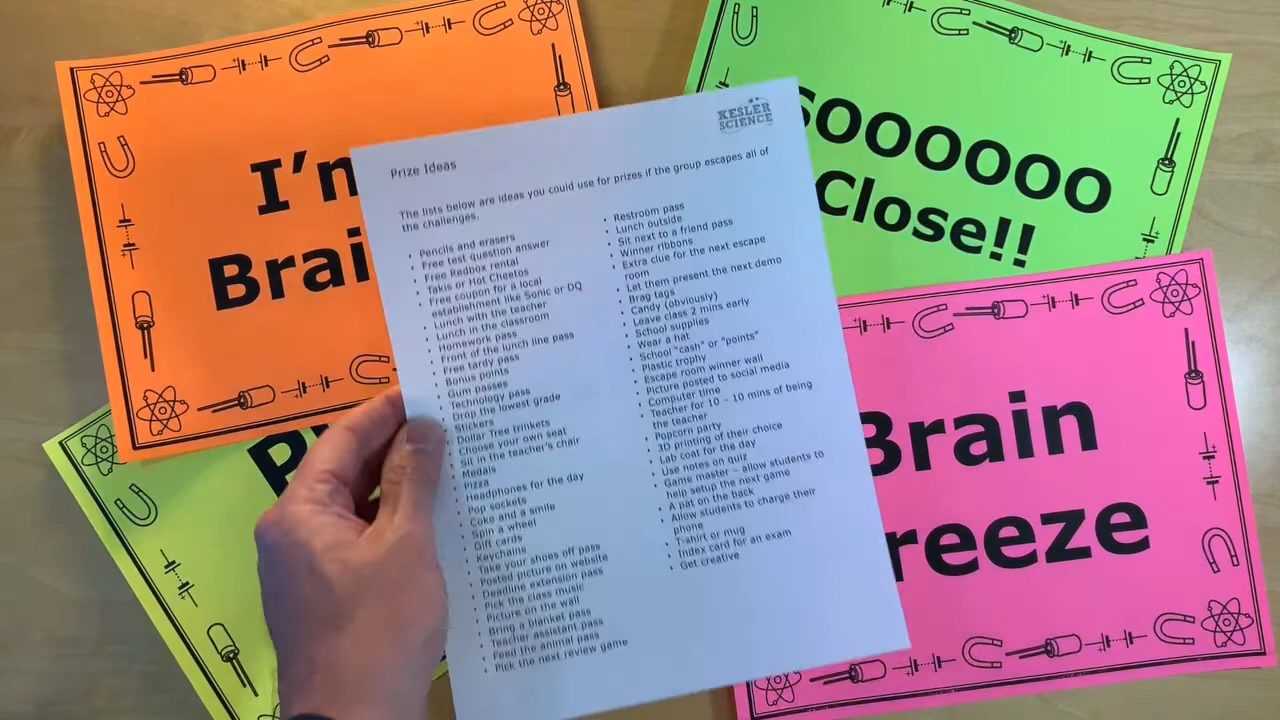 I'm
Brai
SOOOOOO
Close!!
KESLER
SCIENCE
Prize Ideas
The lists below are ideas you could use for prizes if the group escapes all of
the challenges.
• Pencils and erasers
• Free test question answer
• Free Redbox rental
• Takis or Hot Cheetos
• Free coupon for a local
establishment like Sonic or DQ
• Lunch with the teacher
• Lunch in the classroom
• Homework pass
• Front of the lunch line pass
• Free tardy pass
• Bonus points
• Gum passes
• Technology pass
• Drop the lowest grade
• Stickers
• Dollar Tree trinkets
• Choose your own seat
• Sit in the teacher's chair
• Medals
• Pizza
• Headphones for the day
• Pop sockets
• Coke and a smile
• Spin a wheel
• Gift cards
• Keychains
• Take your shoes off pass
• Posted picture on website
• Deadline extension pass
• Pick the class music
• Picture on the wall
• Bring a blanket pass
• Teacher assistant pass
• Feed the animal pass
• Pick the next review game
• Restroom pass
• Lunch outside
• Sit next to a friend pass
• Winner ribbons
• Extra clue for the next escape
room
• Let them present the next demo
• Brag tags
• Candy (obviously)
• Leave class 2 mins early
• School supplies
• Wear a hat
• School "cash" or "points"
• Plastic trophy
• Escape room winner wall
• Picture posted to social media
• Computer time
• Teacher for 10 – 10 mins of being
the teacher
• Popcorn party
• 3D printing of their choice
• Lab coat for the day
• Use notes on quiz
• Game master – allow students to
help setup the next game
• A pat on the back
• Allow students to charge their
phone
• T-shirt or mug
• Index card for an exam
• Get creative
Brain
reeze